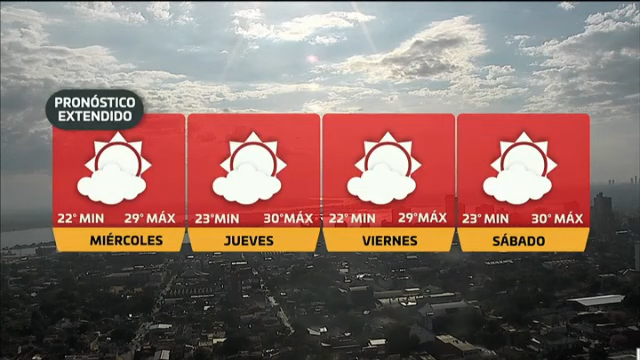 PRONÓSTICO
EXTENDIDO
22° MIN 29° MÁX
MIÉRCOLES
23° MIN 30° MÁX
JUEVES
22° MIN 29° MÁX
VIERNES
23° MIN 30° MÁX
SÁBADO